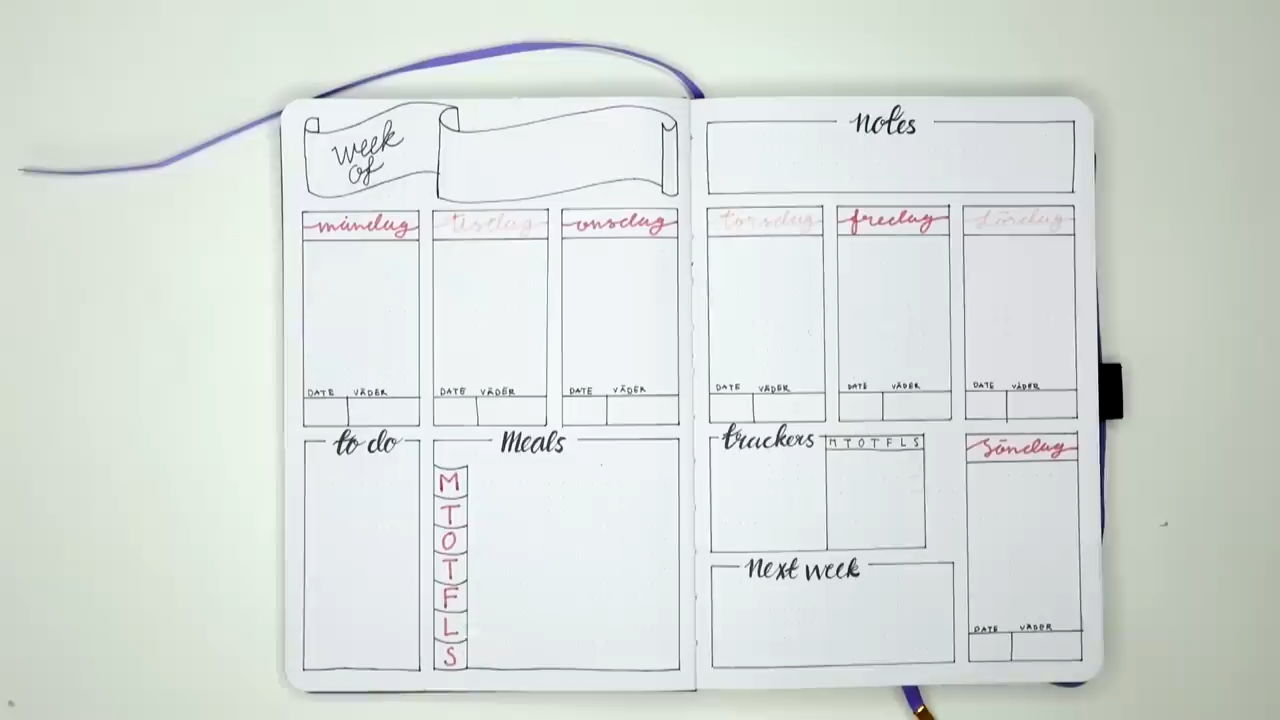 week
of
notes
måndag
tisdag
onsdag
torsdag
fredag
Lördag
DATE VÄDER
DATE VÄDER
DATE VÄDER
DATE VÄDER
DATE VÄDER
DATE VÄDER
to do
Meals
M
T
O
T
F
L
S
trackers
M T O T F L S
Söndag
next week
DATE VÄDER